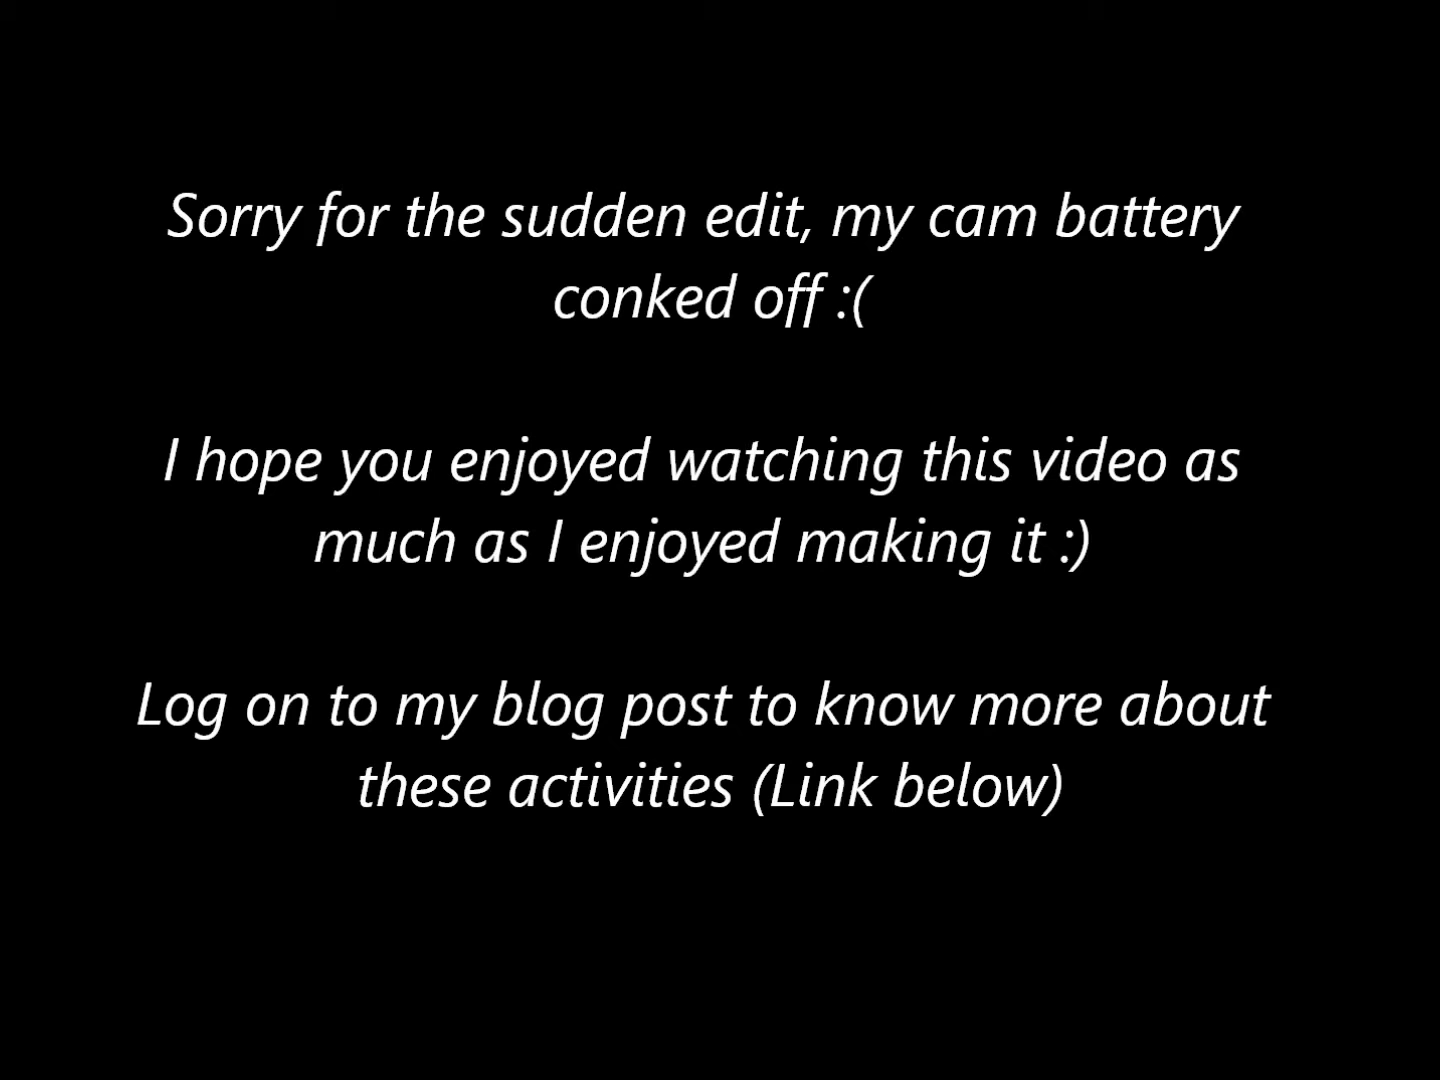 Sorry for the sudden edit, my cam battery
conked off :(
I hope you enjoyed watching this video as
much as I enjoyed making it :)
Log on to my blog post to know more about
these activities (Link below)